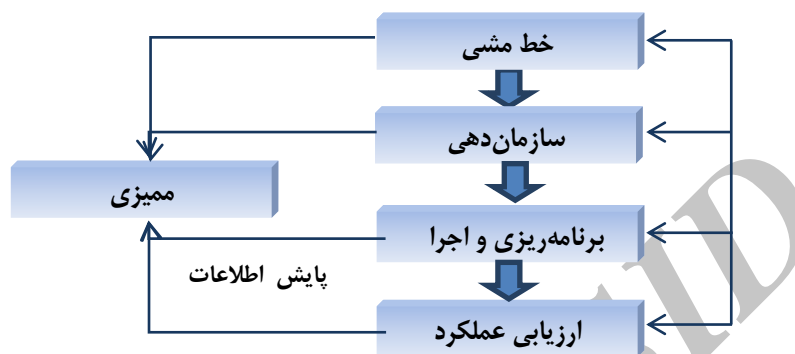 خط مشی
سازمان‌دهی
ممیزی
برنامه‌ریزی و اجرا
پایش اطلاعات
ارزیابی عملکرد